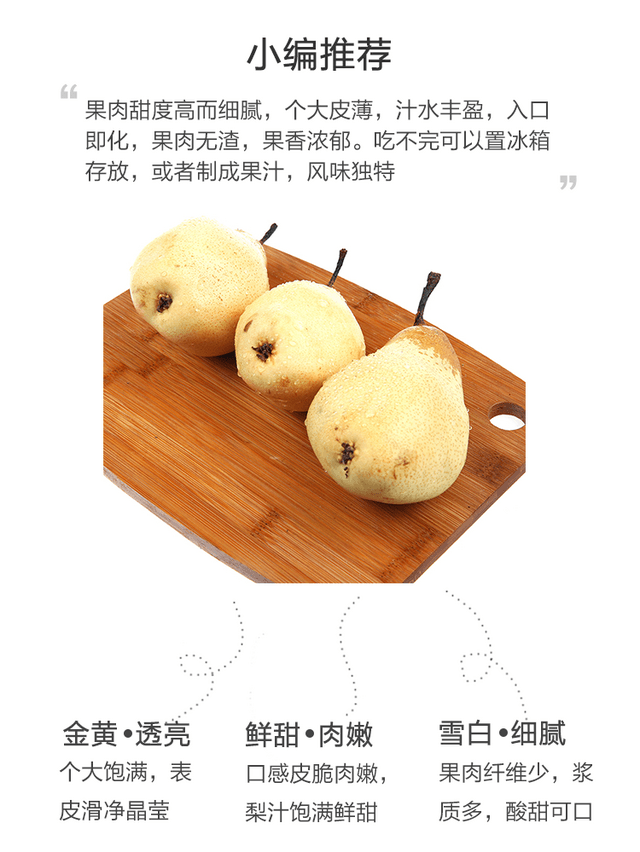 小编推荐
“
果肉甜度高而细腻，个大皮薄，汁水丰盈，入口
即化，果肉无渣，果香浓郁。吃不完可以置冰箱
存放，或者制成果汁，风味独特
”
金黄•透亮
个大饱满，表
皮滑净晶莹
鲜甜•肉嫩
口感皮脆肉嫩，
梨汁饱满鲜甜
雪白•细腻
果肉纤维少，浆
质多，酸甜可口